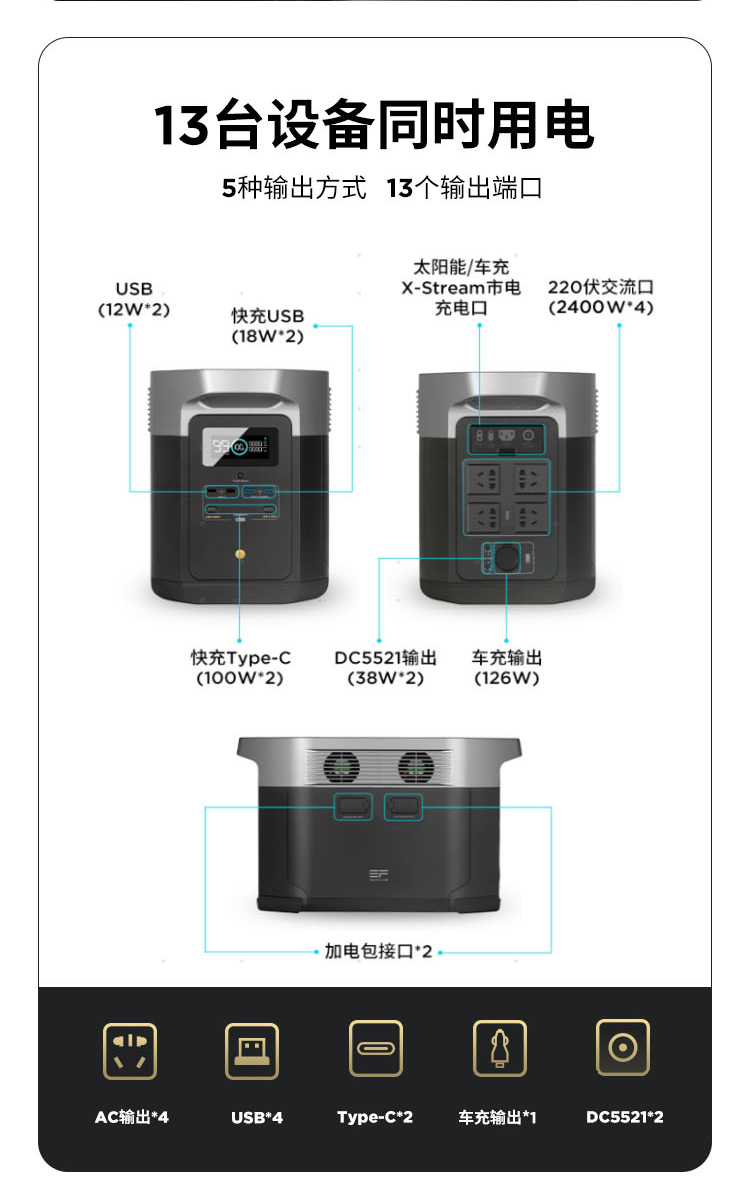 13台设备同时用电
5种输出方式 13个输出端口
USB
(12W*2)
快充USB
(18W*2)
太阳能/车充
X-Stream市电
充电口
220伏交流口
(2400W*4)
99
快充Type-C
(100W*2)
DC5521输出
(38W*2)
车充输出
(126W)
加电包接口*2
AC输出*4
USB*4
Type-C*2
车充输出*1
DC5521*2